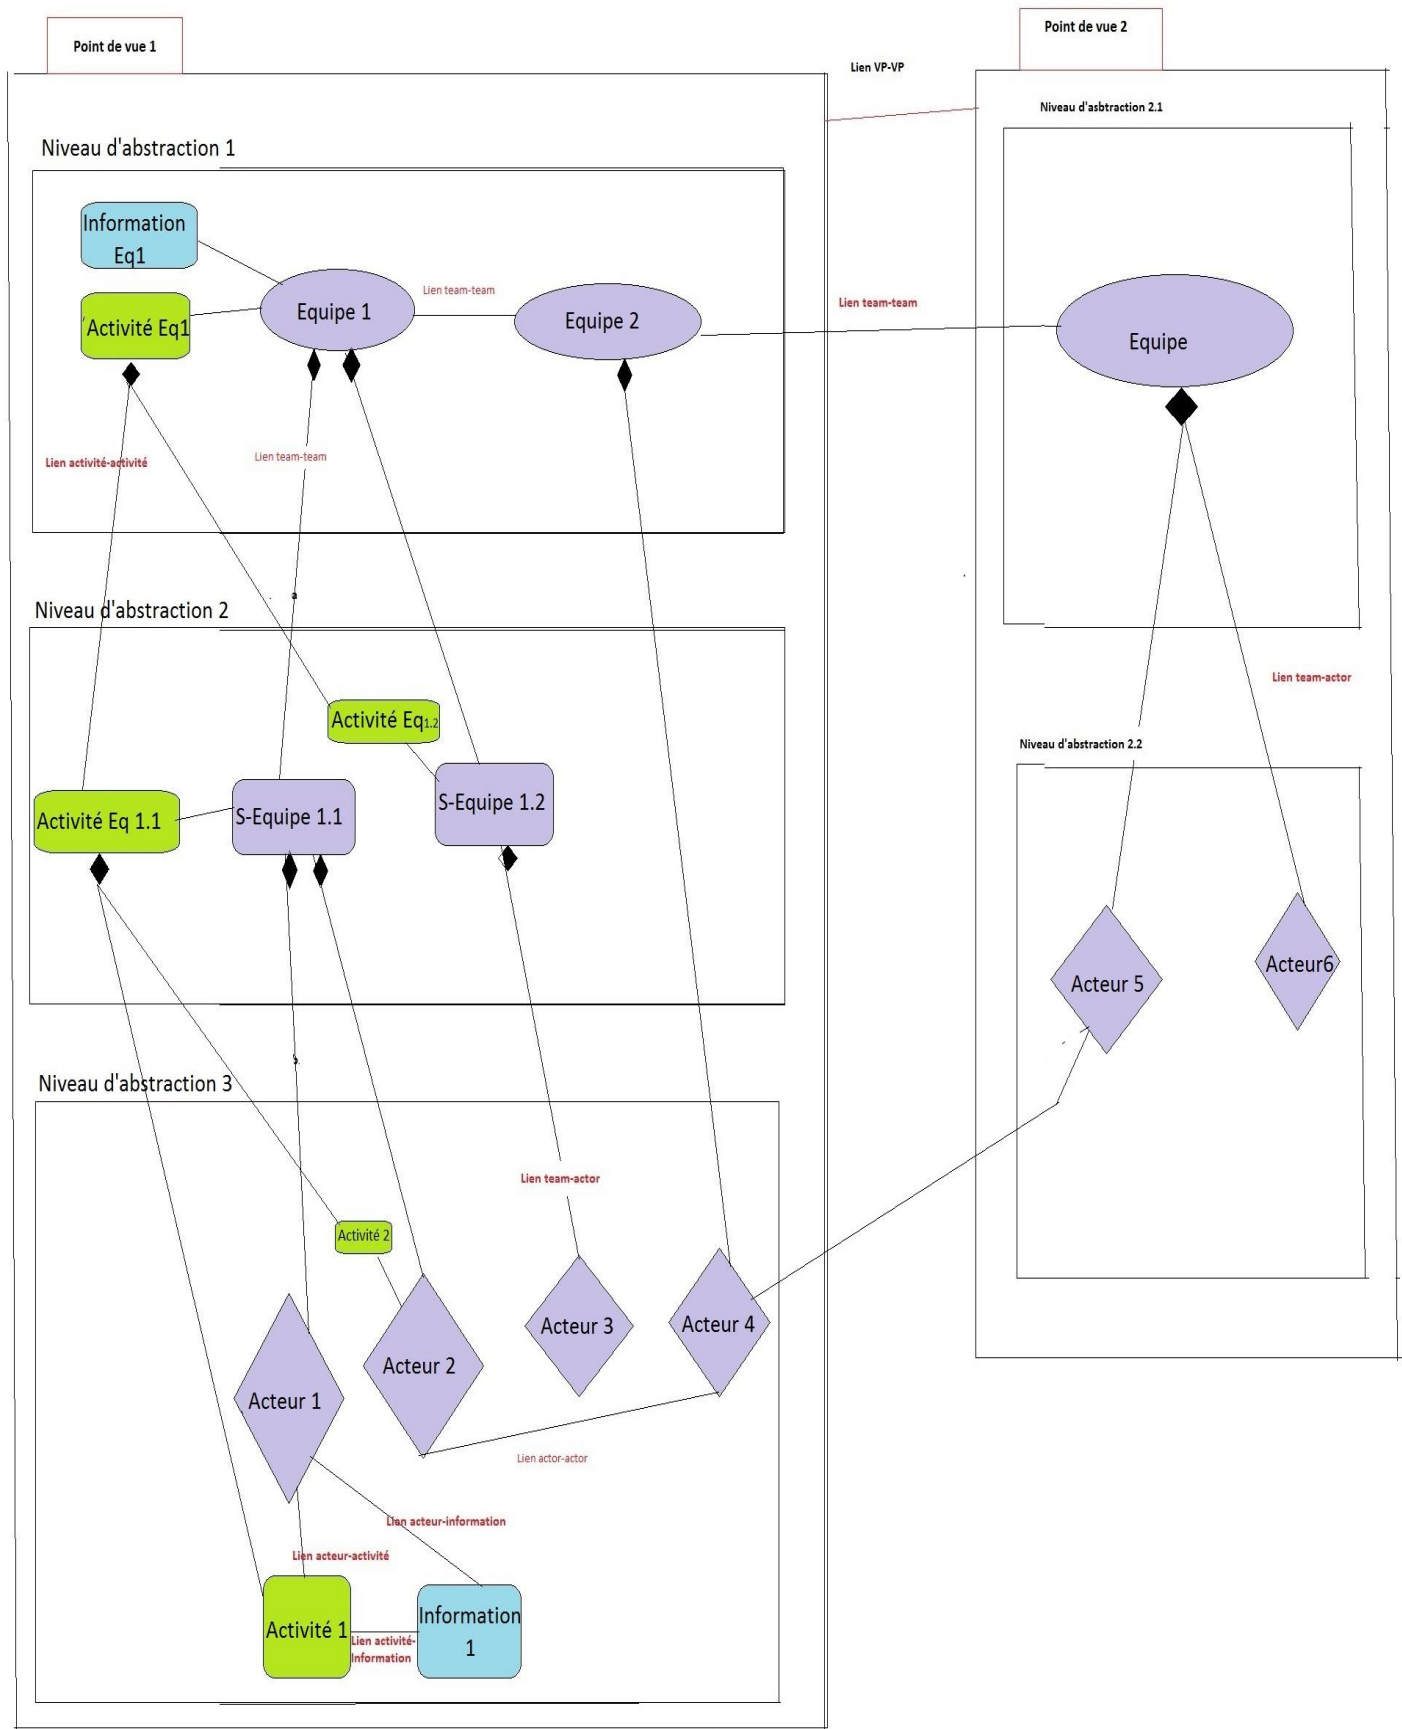 Point de vue 1
Point de vue 2
Lien VP-VP
Niveau d'asbtraction 2.1
Niveau d'abstraction 1
Information
Eq1
Activité Eq1
Equipe 1
Lien team-team
Equipe 2
Lien team-team
Equipe
Lien activité-activité
Lien team-team
a
Niveau d'abstraction 2
Lien team-actor
Activité Eq1.2
Niveau d'abstraction 2.2
S-Equipe 1.2
Activité Eq 1.1
S-Equipe 1.1
Acteur 5
Acteur6
Niveau d'abstraction 3
Lien team-actor
Activité 2
Acteur 3
Acteur 4
Acteur 2
Acteur 1
Lien actor-actor
Lien acteur-information
Lien acteur-activité
Activité 1
Lien activité-
Information
Information
1